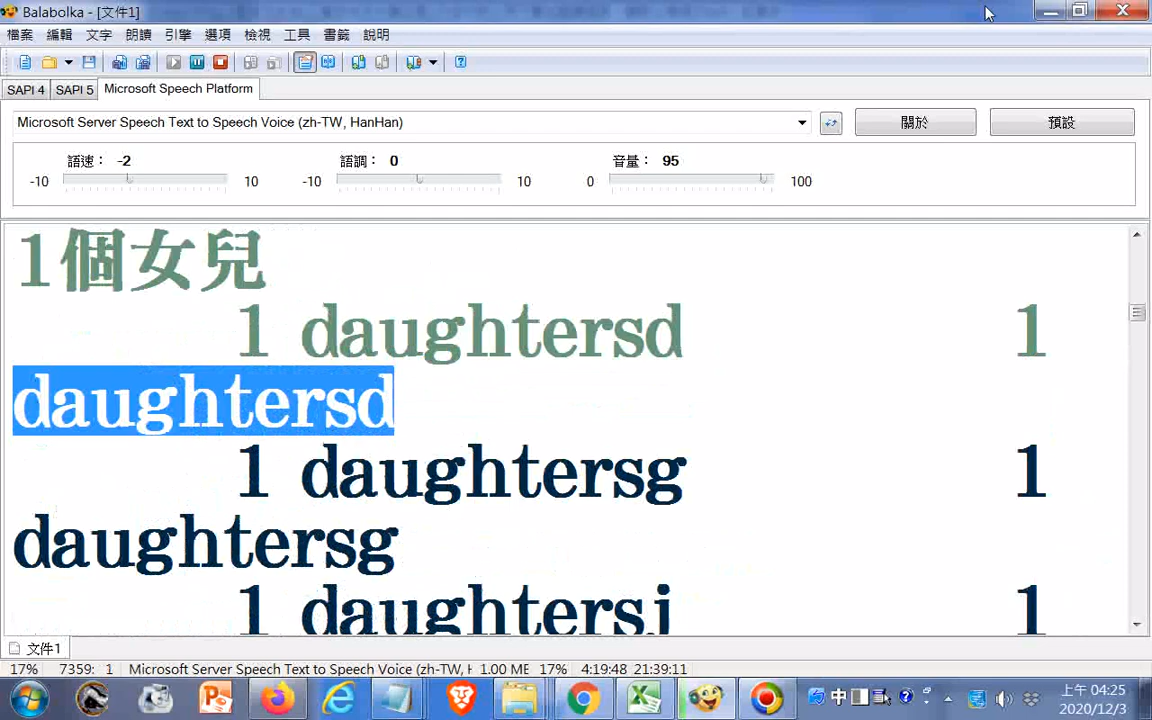 Balabolka - [文件1]
檔案 編輯 文字 朗讀 引擎 選項 檢視 工具 書籤 說明
SAPI 4 SAPI 5 Microsoft Speech Platform
Microsoft Server Speech Text to Speech Voice (zh-TW, HanHan) 關於 預設
語速： -2 語調： 0 音量： 95
-10 10 -10 10 0 100
1個女兒
1 daughtersd 1
daughtersd
1 daughtersg 1
daughtersg
1 daughtersj 1
文件1
17% 7359: 1 Microsoft Server Speech Text to Speech Voice (zh-TW, 1.00 ME 17% 4:19:48 21:39:11
中 上午 04:25
2020/12/3